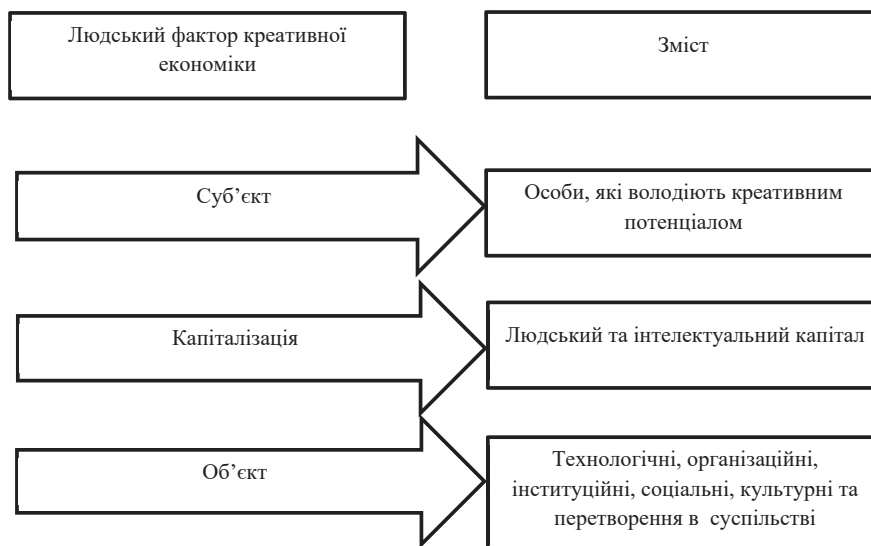 Людський фактор креативної
економіки
Зміст
Суб’єкт
Особи, які володіють креативним
потенціалом
Капіталізація
Людський та інтелектуальний капітал
Об’єкт
Технологічні, організаційні,
інституційні, соціальні, культурні та
перетворення в суспільстві